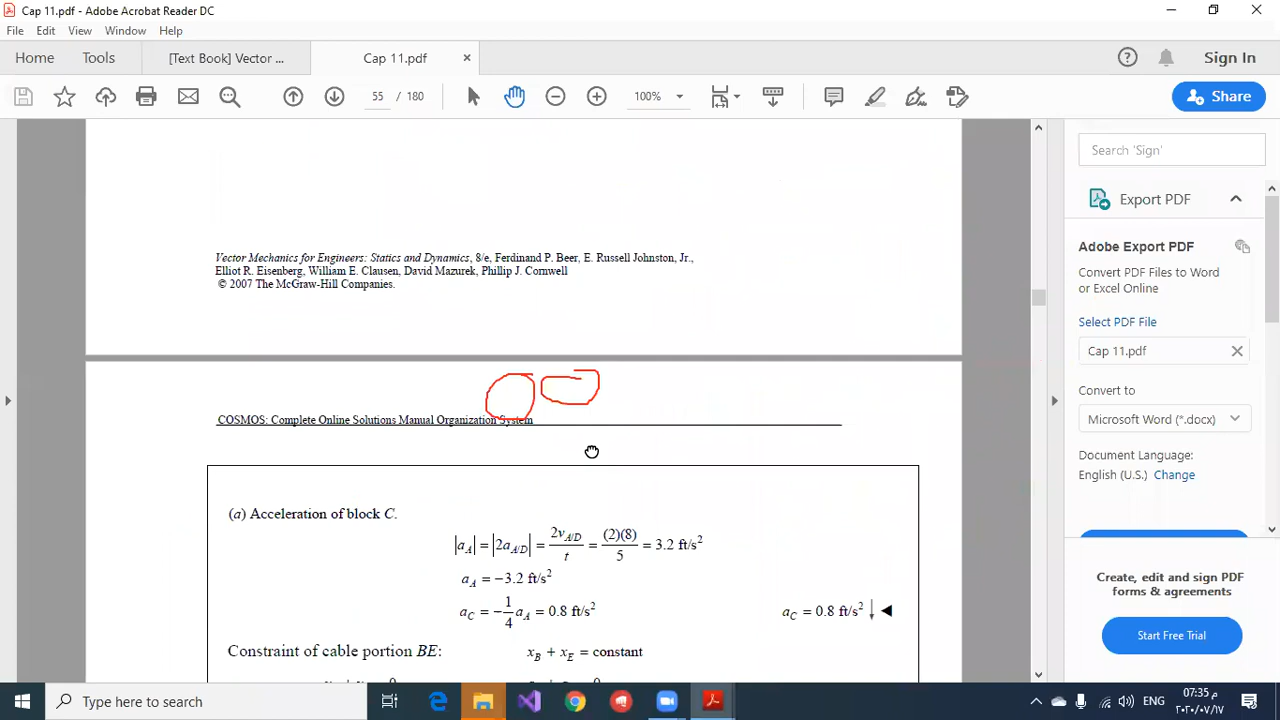 Cap 11.pdf - Adobe Acrobat Reader DC
File Edit View Window Help
Home Tools [Text Book] Vector ... Cap 11.pdf × Sign In
55 / 180 100% Share
Vector Mechanics for Engineers: Statics and Dynamics, 8/e, Ferdinand P. Beer, E. Russell Johnston, Jr.,
Elliot R. Eisenberg, William E. Clausen, David Mazurek, Phillip J. Cornwell
© 2007 The McGraw-Hill Companies.
COSMOS: Complete Online Solutions Manual Organization System
(a) Acceleration of block C.
|a_A| = |2a_{A/D}| = 2v_{A/D}/t = (2)(8)/5 = 3.2 ft/s²
a_A = −3.2 ft/s²
a_C = −1/4 a_A = 0.8 ft/s² a_C = 0.8 ft/s² ↓ ◀
Constraint of cable portion BE: x_B + x_E = constant
Search 'Sign'
Export PDF
Adobe Export PDF
Convert PDF Files to Word
or Excel Online
Select PDF File
Cap 11.pdf
Convert to
Microsoft Word (*.docx)
Document Language:
English (U.S.) Change
Create, edit and sign PDF
forms & agreements
Start Free Trial
Type here to search
ENG
07:35 م
٢٠٢٠/٠٧/١٧